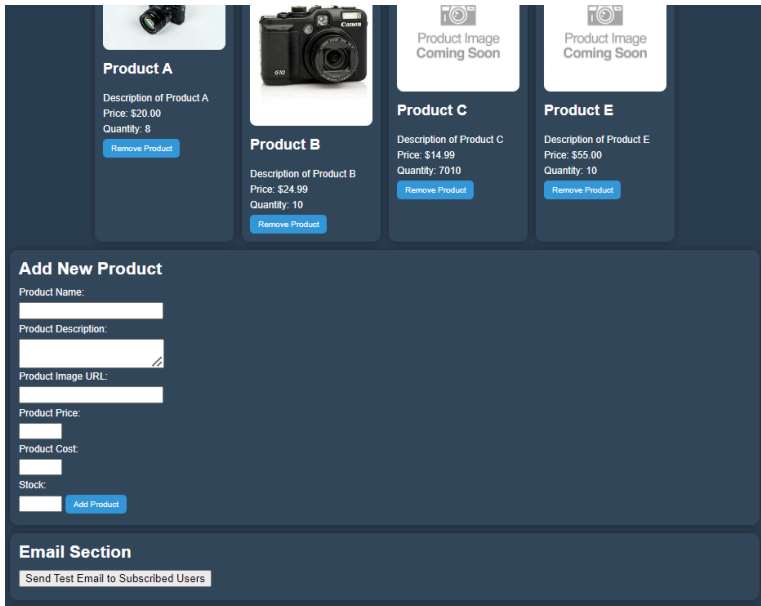 Canon
G10
Product Image
Coming Soon
Product Image
Coming Soon
Product A
Description of Product A
Price: $20.00
Quantity: 8
Remove Product
Product B
Description of Product B
Price: $24.99
Quantity: 10
Remove Product
Product C
Description of Product C
Price: $14.99
Quantity: 7010
Remove Product
Product E
Description of Product E
Price: $55.00
Quantity: 10
Remove Product
Add New Product
Product Name:
Product Description:
Product Image URL:
Product Price:
Product Cost:
Stock:
Add Product
Email Section
Send Test Email to Subscribed Users